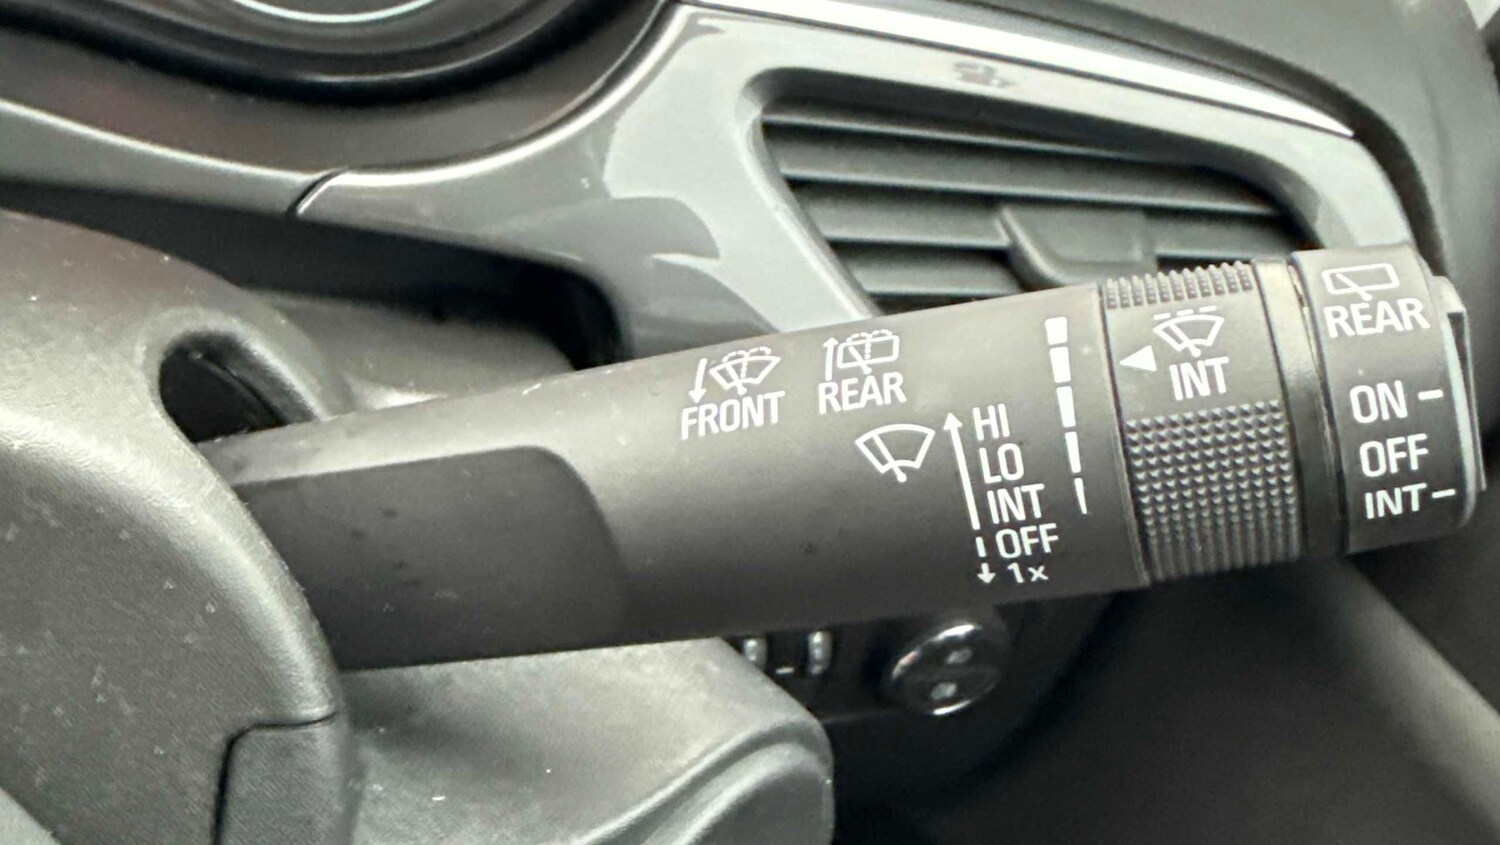 FRONT
REAR
HI
LO
INT
OFF
1x
INT
REAR
ON
OFF
INT